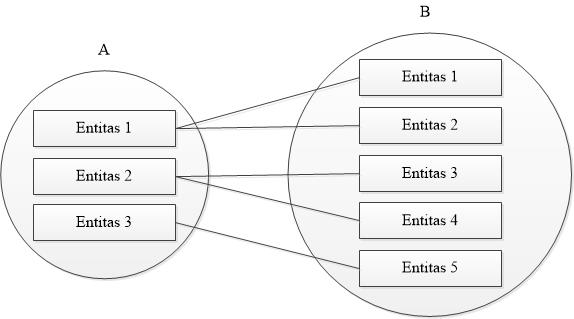 A
Entitas 1
Entitas 2
Entitas 3
B
Entitas 1
Entitas 2
Entitas 3
Entitas 4
Entitas 5